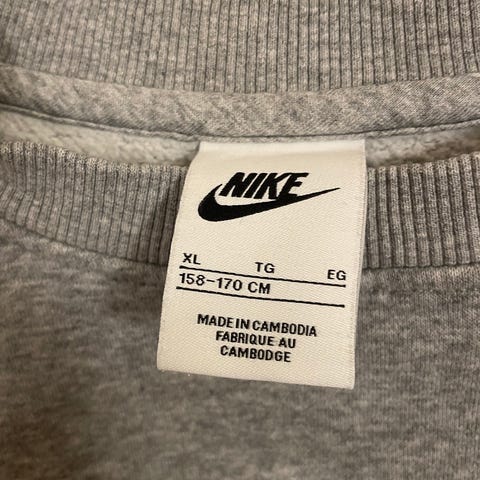 NIKE
XL TG EG
158-170 CM
MADE IN CAMBODIA
FABRIQUE AU
CAMBODGE